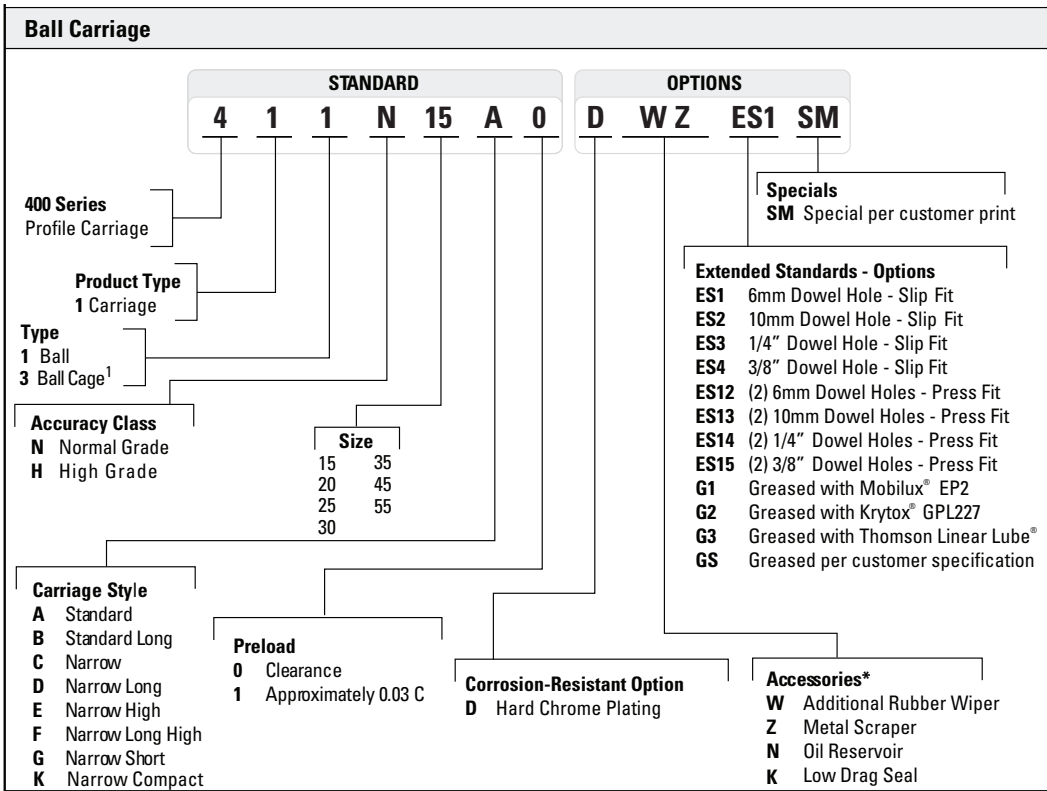 Ball Carriage
STANDARD
OPTIONS
4 1 1 N 15 A 0 D W Z ES1 SM
400 Series
Profile Carriage
Product Type
1 Carriage
Type
1 Ball
3 Ball Cage1
Accuracy Class
N Normal Grade
H High Grade
Size
15 35
20 45
25 55
30
Specials
SM Special per customer print
Extended Standards - Options
ES1 6mm Dowel Hole - Slip Fit
ES2 10mm Dowel Hole - Slip Fit
ES3 1/4" Dowel Hole - Slip Fit
ES4 3/8" Dowel Hole - Slip Fit
ES12 (2) 6mm Dowel Holes - Press Fit
ES13 (2) 10mm Dowel Holes - Press Fit
ES14 (2) 1/4" Dowel Holes - Press Fit
ES15 (2) 3/8" Dowel Holes - Press Fit
G1 Greased with Mobilux® EP2
G2 Greased with Krytox® GPL227
G3 Greased with Thomson Linear Lube®
GS Greased per customer specification
Carriage Style
A Standard
B Standard Long
C Narrow
D Narrow Long
E Narrow High
F Narrow Long High
G Narrow Short
K Narrow Compact
Preload
0 Clearance
1 Approximately 0.03 C
Corrosion-Resistant Option
D Hard Chrome Plating
Accessories*
W Additional Rubber Wiper
Z Metal Scraper
N Oil Reservoir
K Low Drag Seal